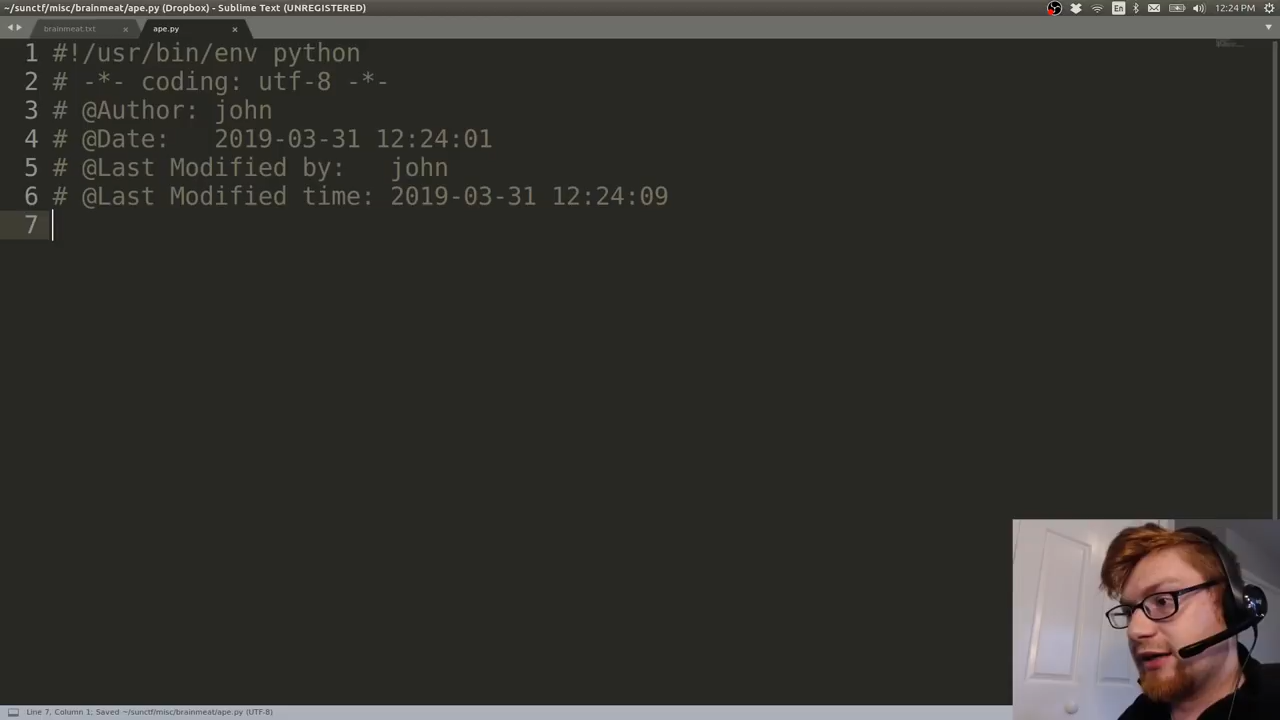 ~/sunctf/misc/brainmeat/ape.py (Dropbox) - Sublime Text (UNREGISTERED)
En
12:24 PM
brainmeat.txt
ape.py
1 #!/usr/bin/env python
2 # -*- coding: utf-8 -*-
3 # @Author: john
4 # @Date:   2019-03-31 12:24:01
5 # @Last Modified by:   john
6 # @Last Modified time: 2019-03-31 12:24:09
7
Line 7, Column 1; Saved ~/sunctf/misc/brainmeat/ape.py (UTF-8)